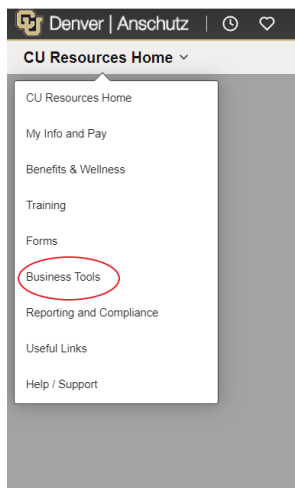 Denver | Anschutz
CU Resources Home
CU Resources Home
My Info and Pay
Benefits & Wellness
Training
Forms
Business Tools
Reporting and Compliance
Useful Links
Help / Support